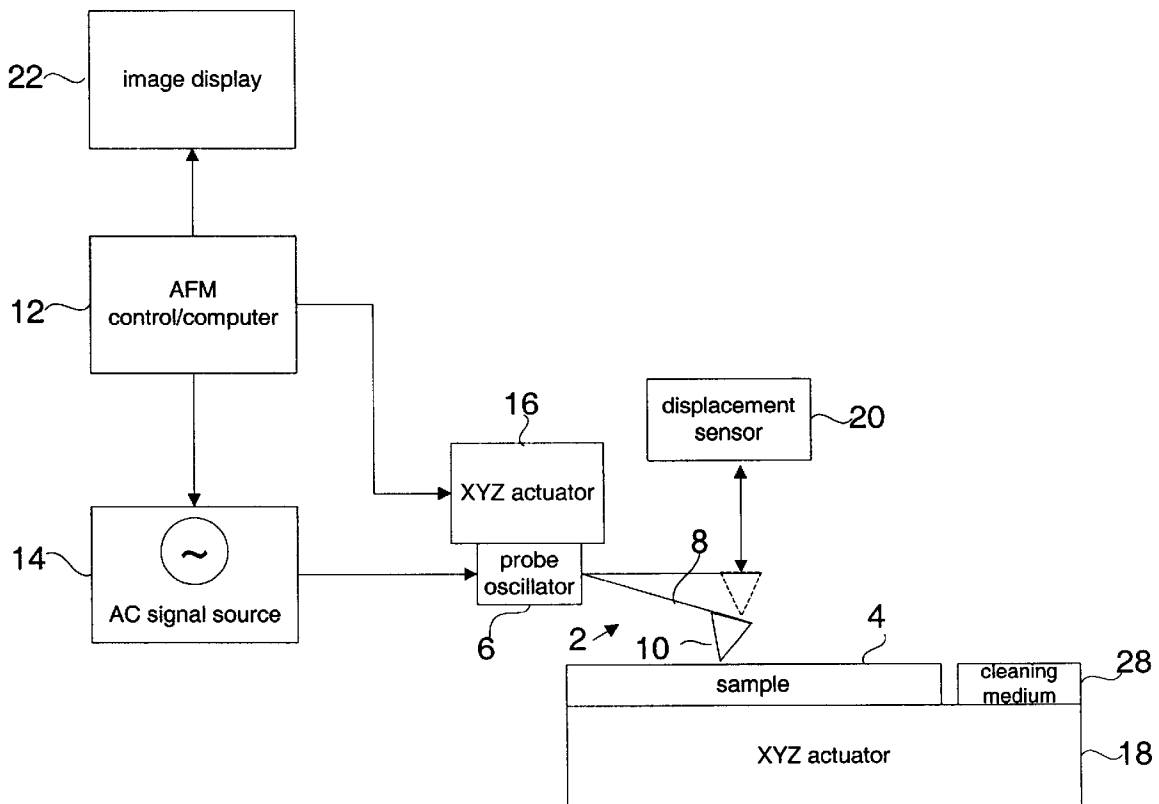 22
image display
12
AFM
control/computer
16
displacement
sensor
20
XYZ actuator
14
~
AC signal source
probe
oscillator
8
6
2
10
4
sample
cleaning
medium
28
XYZ actuator
18